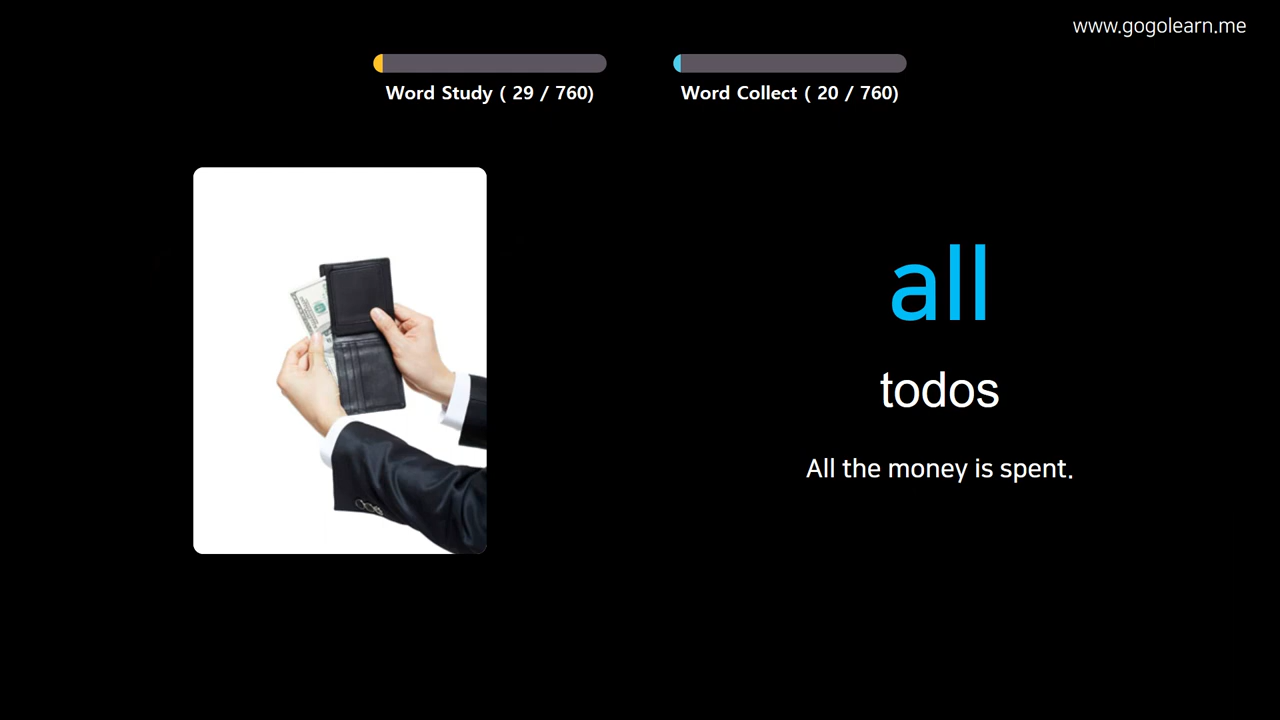 www.gogolearn.me
Word Study ( 29 / 760)
Word Collect ( 20 / 760)
all
todos
All the money is spent.